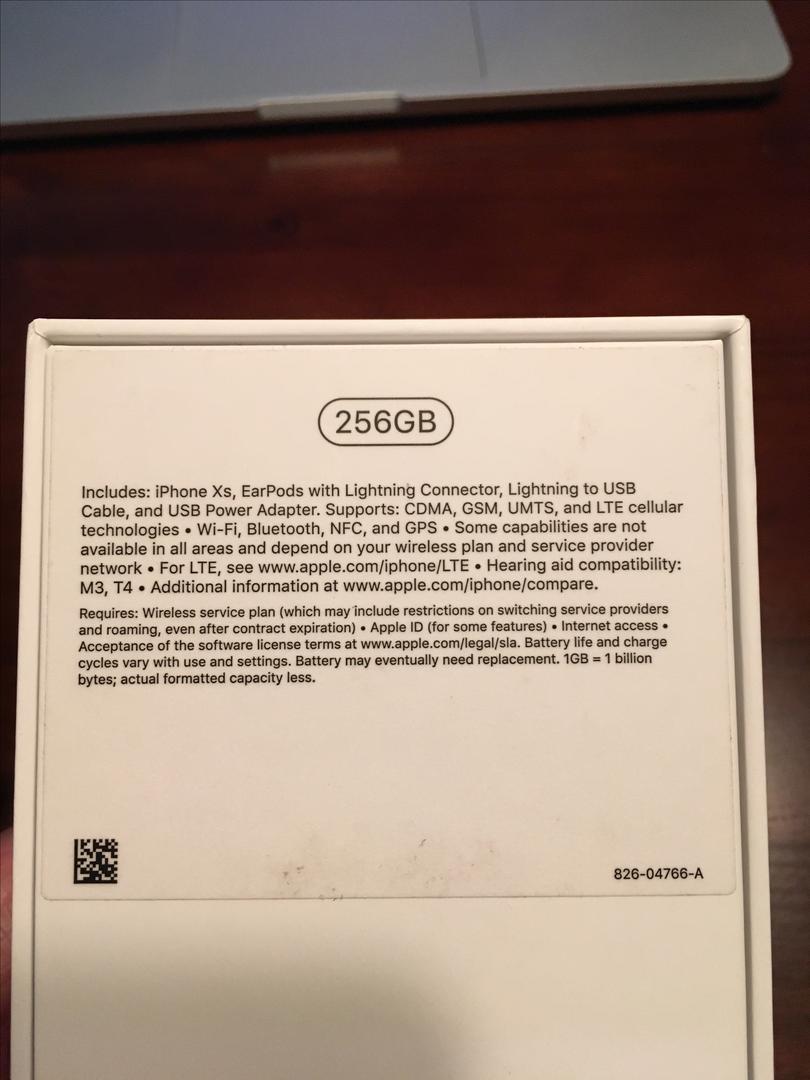 256GB
Includes: iPhone Xs, EarPods with Lightning Connector, Lightning to USB
Cable, and USB Power Adapter. Supports: CDMA, GSM, UMTS, and LTE cellular
technologies • Wi-Fi, Bluetooth, NFC, and GPS • Some capabilities are not
available in all areas and depend on your wireless plan and service provider
network • For LTE, see www.apple.com/iphone/LTE • Hearing aid compatibility:
M3, T4 • Additional information at www.apple.com/iphone/compare.
Requires: Wireless service plan (which may include restrictions on switching service providers
and roaming, even after contract expiration) • Apple ID (for some features) • Internet access •
Acceptance of the software license terms at www.apple.com/legal/sla. Battery life and charge
cycles vary with use and settings. Battery may eventually need replacement. 1GB = 1 billion
bytes; actual formatted capacity less.
826-04766-A